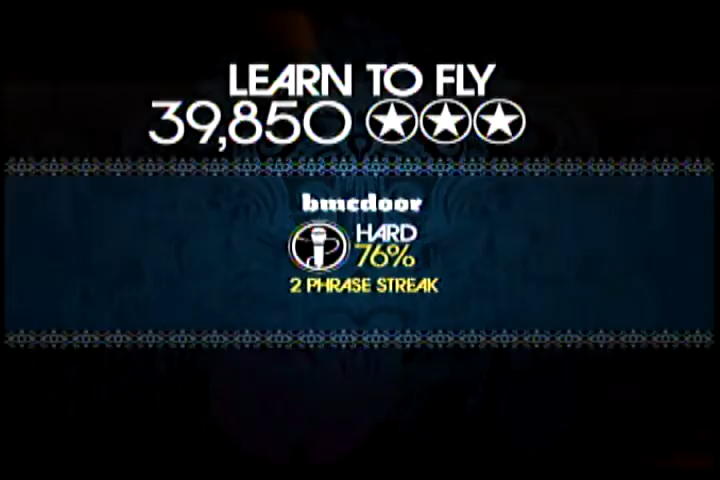 LEARN TO FLY
39,850
bmcdoor
HARD
76%
2 PHRASE STREAK